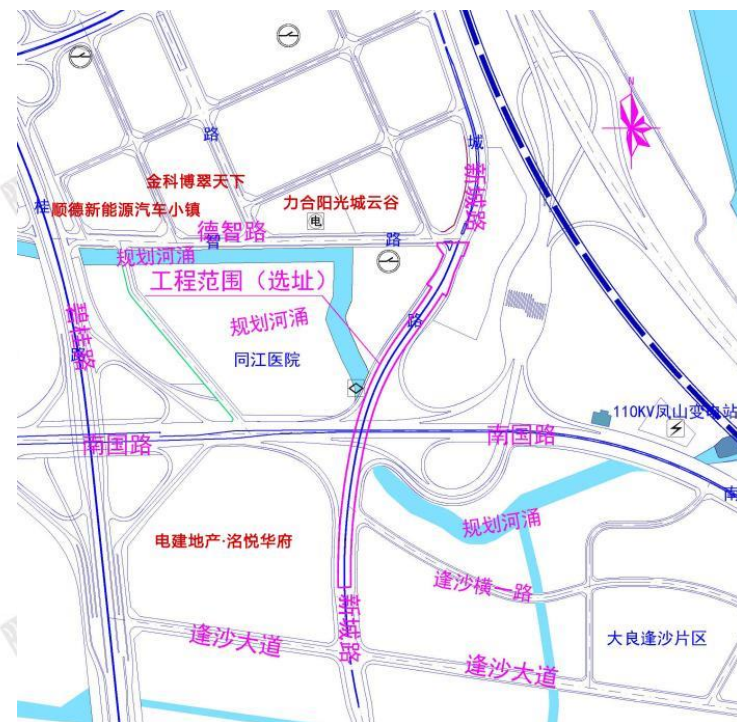 N
路
城
新城路
金科博翠天下
桂
顺德新能源汽车小镇
力合阳光城云谷
电
德智路
智
路
规划河涌
工程范围（选址）
规划河涌
路
碧桂路
路
同江医院
110KV凤山变电站
南国路
南国路
南
电建地产·洺悦华府
规划河涌
逢沙横一路
新城路
逢沙大道
大良逢沙片区
逢沙大道